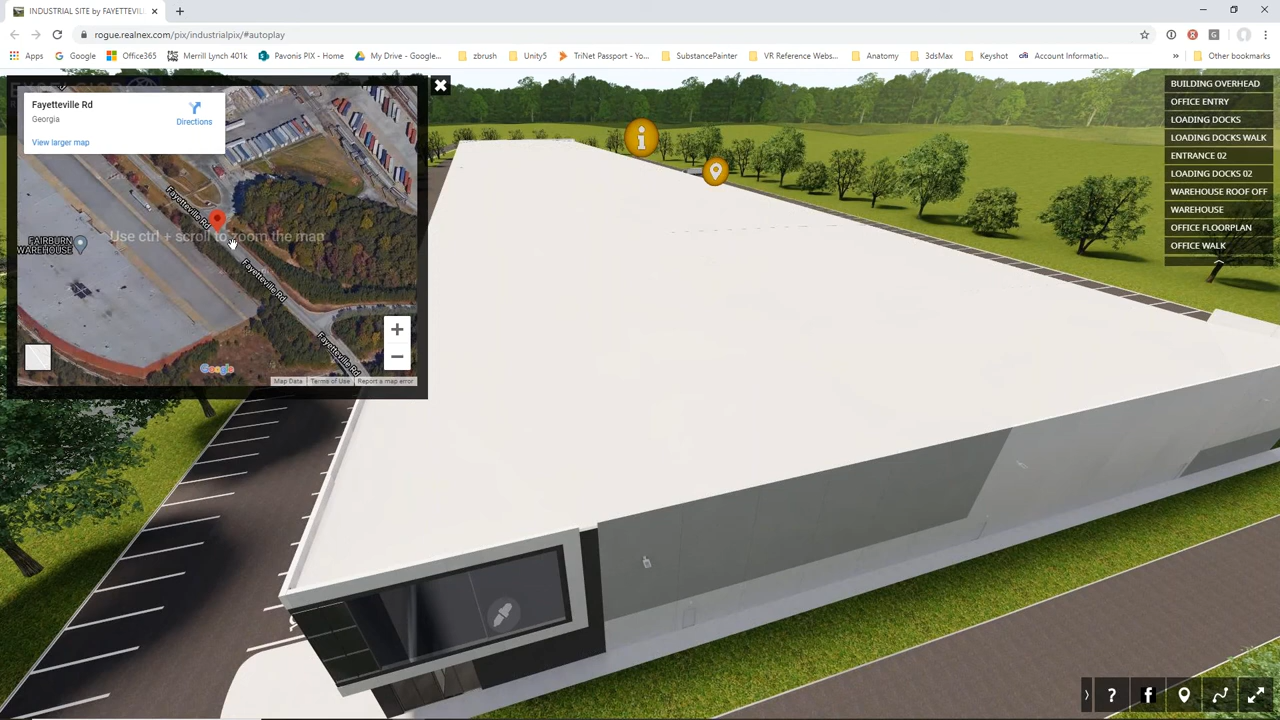 INDUSTRIAL SITE by FAYETTEVIL
rogue.realnex.com/pix/industrialpix/#autoplay
Apps
Google
Office365
Merrill Lynch 401k
Pavonis PIX - Home
My Drive - Google...
zbrush
Unity5
TriNet Passport - Yo...
SubstancePainter
VR Reference Webs...
Anatomy
3dsMax
Keyshot
Account Informatio...
»
Other bookmarks
Fayetteville Rd
Georgia
Directions
View larger map
Fayetteville Rd
Use ctrl + scroll to zoom the map
FAIRBURN
WAREHOUSE
Fayetteville Rd
Fayetteville Rd
+
−
Google
Map Data
Terms of Use
Report a map error
i
BUILDING OVERHEAD
OFFICE ENTRY
LOADING DOCKS
LOADING DOCKS WALK
ENTRANCE 02
LOADING DOCKS 02
WAREHOUSE ROOF OFF
WAREHOUSE
OFFICE FLOORPLAN
OFFICE WALK
?
f